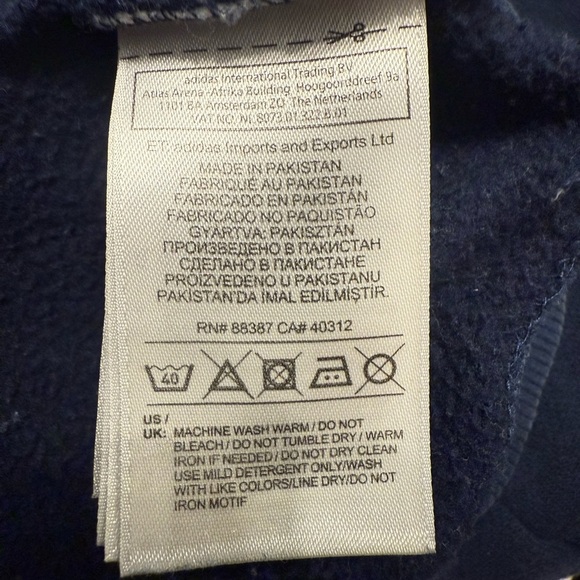 adidas International Trading BV
Atlas Arena-Afrika Building Hoogoorddreef 9a
1101 BA Amsterdam ZO The Netherlands
VAT NO. NL 8073.01.322.B.01
ET: adidas Imports and Exports Ltd
MADE IN PAKISTAN
FABRIQUÉ AU PAKISTAN
FABRICADO EN PAKISTÁN
FABRICADO NO PAQUISTÃO
GYÁRTVA: PAKISZTÁN
ПРОИЗВЕДЕНО В ПАКИСТАН
СДЕЛАНО В ПАКИСТАНЕ
PROIZVEDENO U PAKISTANU
PAKISTAN'DA İMAL EDİLMİŞTİR.
RN# 88387 CA# 40312
40
US /
UK: MACHINE WASH WARM / DO NOT
BLEACH / DO NOT TUMBLE DRY / WARM
IRON IF NEEDED / DO NOT DRY CLEAN
USE MILD DETERGENT ONLY/WASH
WITH LIKE COLORS/LINE DRY/DO NOT
IRON MOTIF